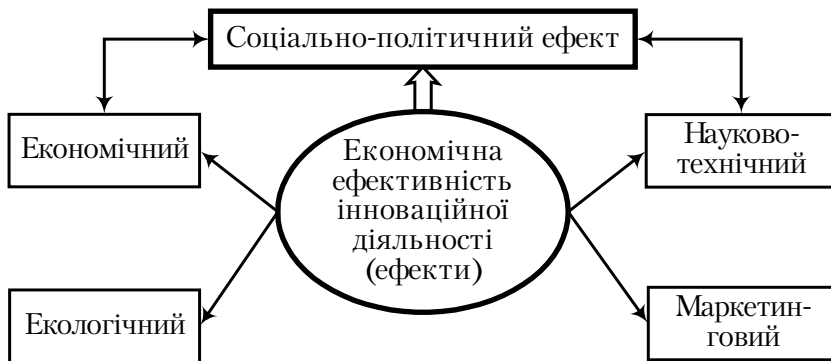 Соціально-політичний ефект
Економічний
Економічна
ефективність
інноваційної
діяльності
(ефекти)
Науково-
технічний
Екологічний
Маркетин-
говий